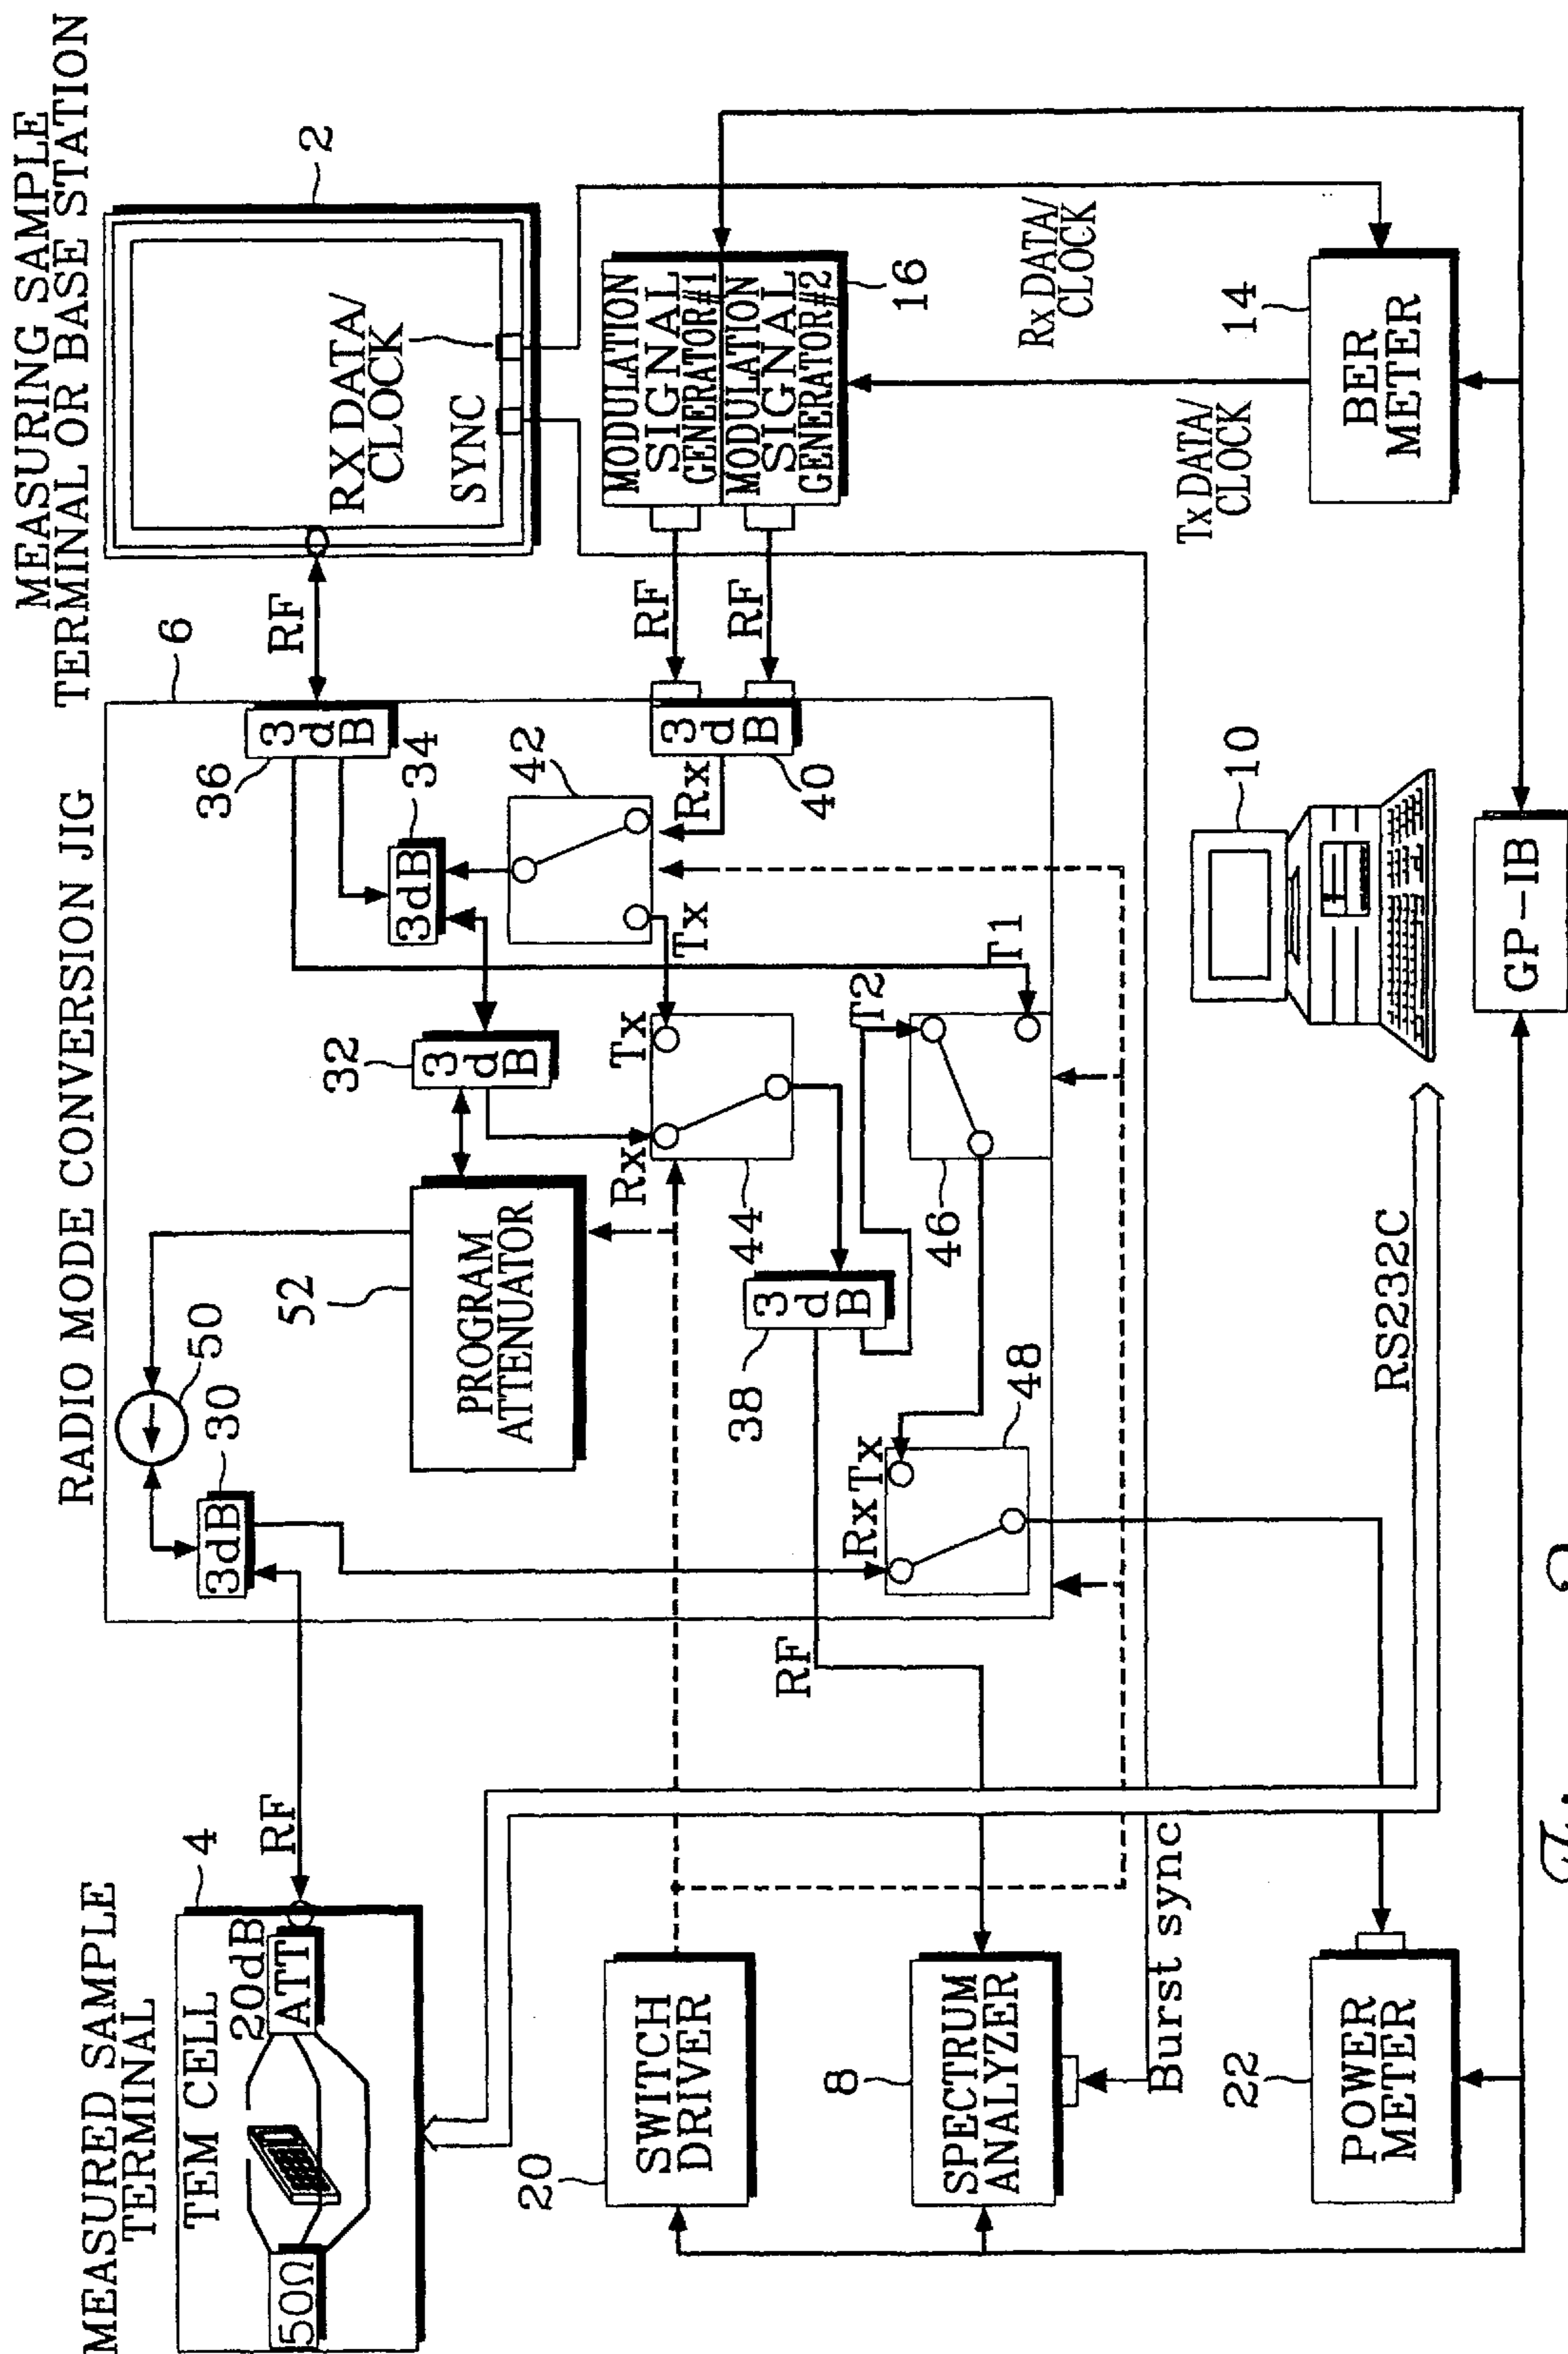 MEASURED SAMPLE
TERMINAL
4
TEM CELL
20dB
50Ω
ATT
RF
RADIO MODE CONVERSION JIG
6
MEASURING SAMPLE
TERMINAL OR BASE STATION
2
50
30
3dB
52
PROGRAM
ATTENUATOR
32
3
d
B
34
3dB
36
3
d
B
RF
RX DATA/
CLOCK
SYNC
42
Rx
Tx
Rx
Tx
44
40
3
d
B
RF
RF
MODULATION
SIGNAL
GENERATOR#1
MODULATION
SIGNAL
GENERATOR#2
16
20
SWITCH
DRIVER
38
3
d
B
RF
T2
T1
46
Rx
Tx
48
8
SPECTRUM
ANALYZER
Burst sync
Rx DATA/
CLOCK
Tx DATA/
CLOCK
10
RS232C
22
POWER
METER
14
BER
METER
GP-IB